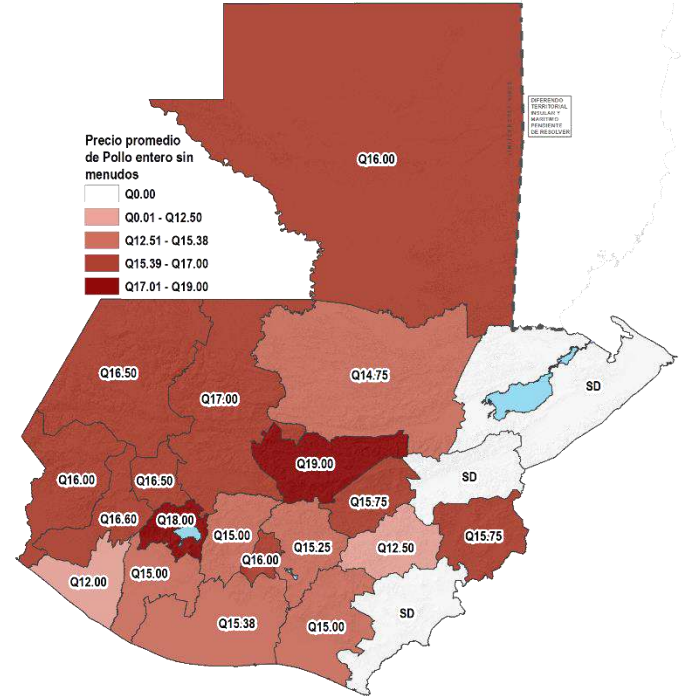 DIFERENDO
TERRITORIAL
INSULAR Y
MARITIMO
PENDIENTE
DE RESOLVER
Precio promedio
de Pollo entero sin
menudos
Q0.00
Q0.01 - Q12.50
Q12.51 - Q15.38
Q15.39 - Q17.00
Q17.01 - Q19.00
Q16.00
Q16.50
Q17.00
Q14.75
SD
Q19.00
SD
Q16.00
Q16.50
Q15.75
Q16.60
Q18.00
Q15.00
Q15.25
Q12.50
Q15.75
Q16.00
Q12.00
Q15.00
Q15.38
Q15.00
SD